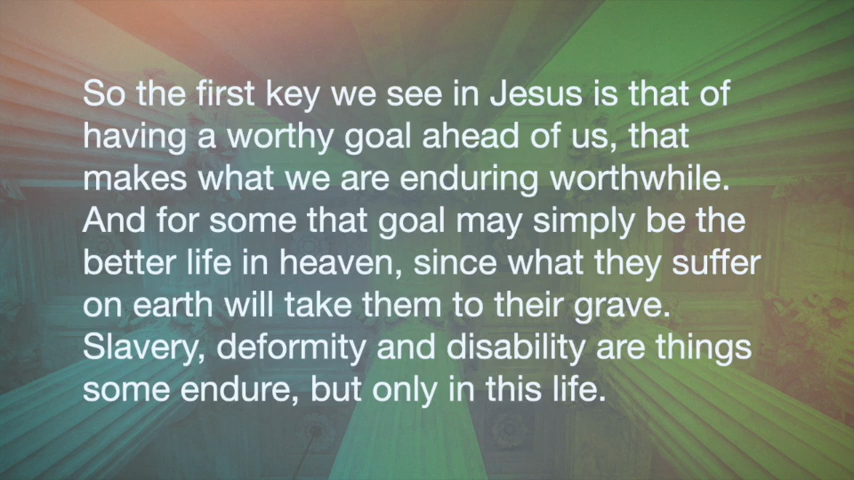 So the first key we see in Jesus is that of
having a worthy goal ahead of us, that
makes what we are enduring worthwhile.
And for some that goal may simply be the
better life in heaven, since what they suffer
on earth will take them to their grave.
Slavery, deformity and disability are things
some endure, but only in this life.